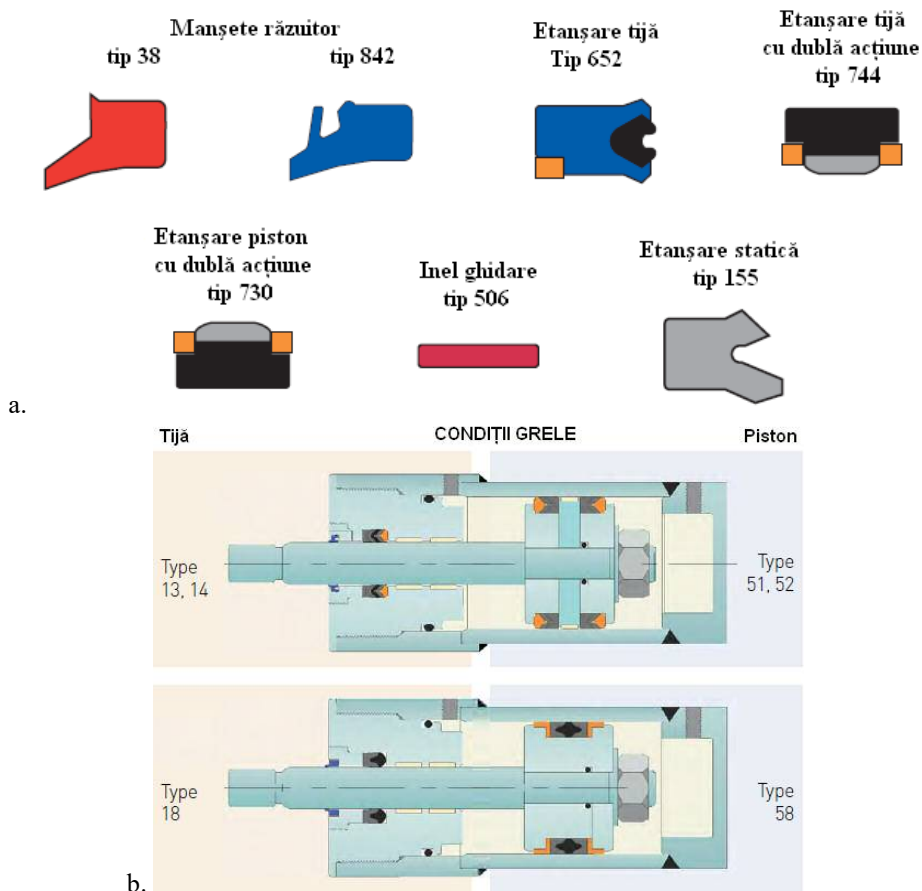 Manșete răzuitor
tip 38
tip 842
Etanșare tijă
Tip 652
Etanșare tijă
cu dublă acțiune
tip 744
Etanșare piston
cu dublă acțiune
tip 730
Inel ghidare
tip 506
Etanșare statică
tip 155
a.
Tijă
CONDIȚII GRELE
Piston
Type
13, 14
Type
51, 52
Type
18
Type
58
b.